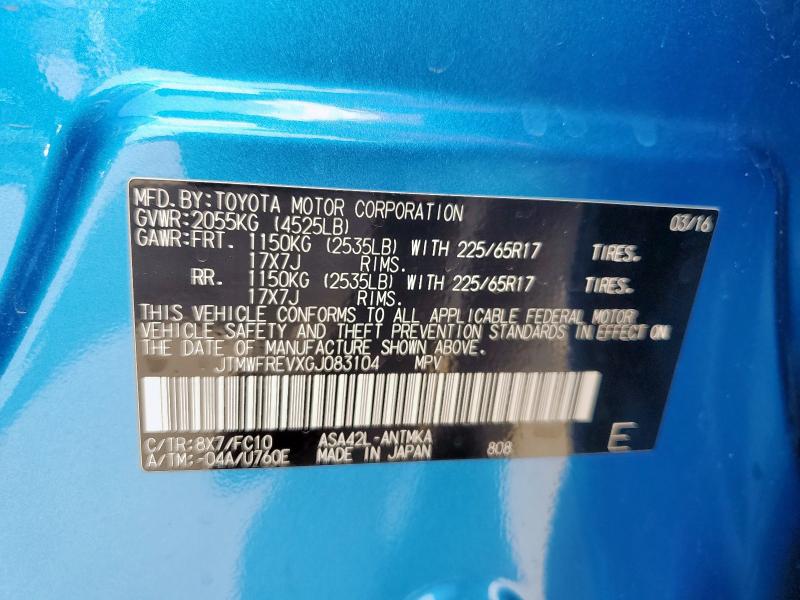 MFD. BY: TOYOTA MOTOR CORPORATION 03/16
GVWR: 2055KG (4525LB)
GAWR: FRT. 1150KG (2535LB) WITH 225/65R17 TIRES.
17X7J RIMS.
RR. 1150KG (2535LB) WITH 225/65R17 TIRES.
17X7J RIMS.
THIS VEHICLE CONFORMS TO ALL APPLICABLE FEDERAL MOTOR
VEHICLE SAFETY AND THEFT PREVENTION STANDARDS IN EFFECT ON
THE DATE OF MANUFACTURE SHOWN ABOVE.
JTMWFREVXGJ083104 MPV
C/TR: 8X7/FC10 ASA42L-ANTMKA
A/TM: -04A/U760E MADE IN JAPAN 808 E